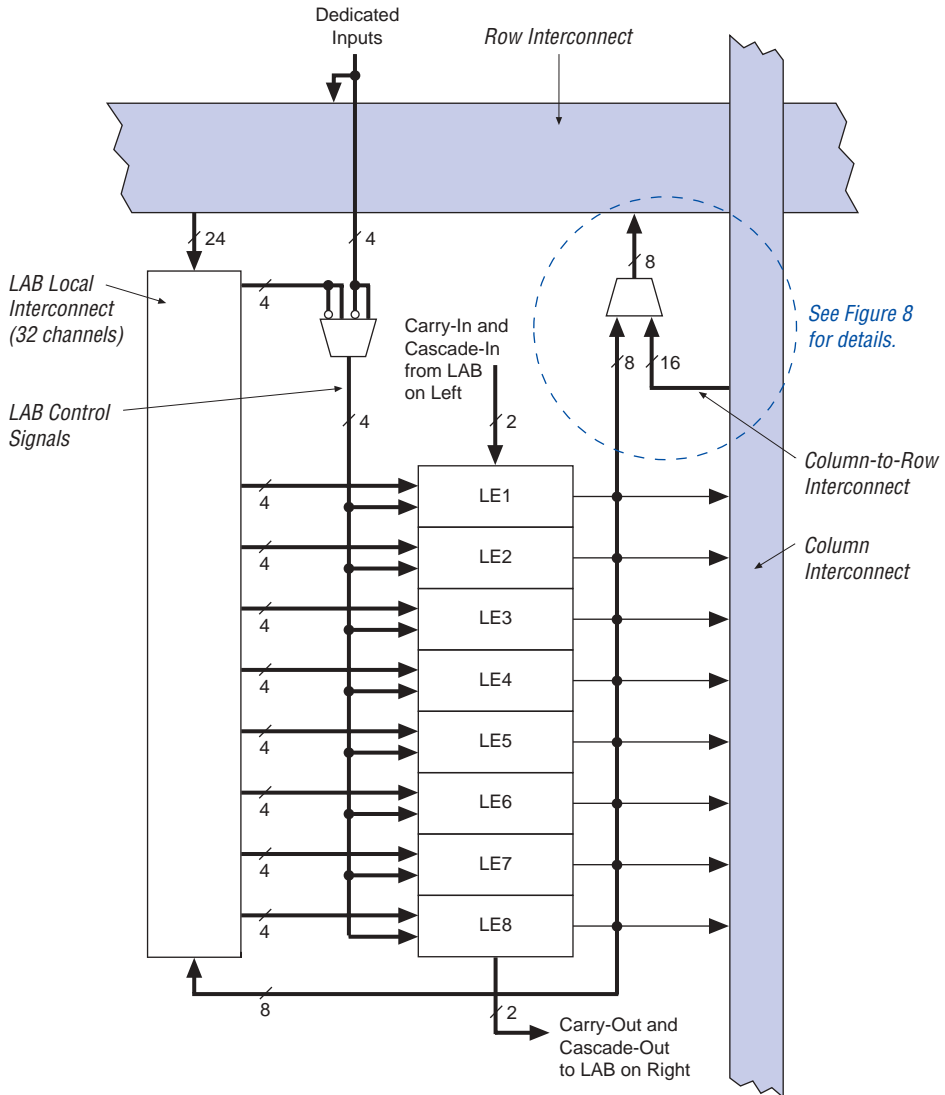 Dedicated
Inputs
Row Interconnect
24
4
8
LAB Local
Interconnect
(32 channels)
4
See Figure 8
for details.
Carry-In and
Cascade-In
from LAB
on Left
8
16
LAB Control
Signals
4
2
Column-to-Row
Interconnect
4
LE1
4
LE2
Column
Interconnect
4
LE3
4
LE4
4
LE5
4
LE6
4
LE7
4
LE8
8
2
Carry-Out and
Cascade-Out
to LAB on Right